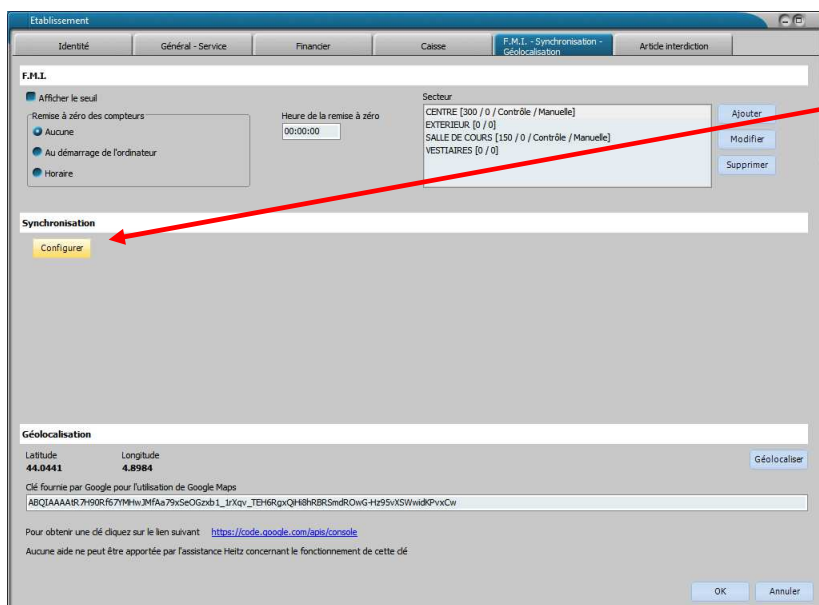 Etablissement
Identité
Général - Service
Financier
Caisse
F.M.I. - Synchronisation -
Géolocalisation
Article interdiction
F.M.I.
Afficher le seuil
Remise à zéro des compteurs
Aucune
Au démarrage de l'ordinateur
Horaire
Heure de la remise à zéro
00:00:00
Secteur
CENTRE [300 / 0 / Contrôle / Manuelle]
EXTERIEUR [0 / 0]
SALLE DE COURS [150 / 0 / Contrôle / Manuelle]
VESTIAIRES [0 / 0]
Ajouter
Modifier
Supprimer
Synchronisation
Configurer
Géolocalisation
Latitude
Longitude
44.0441
4.8984
Géolocaliser
Clé fournie par Google pour l'utilisation de Google Maps
Pour obtenir une clé cliquez sur le lien suivant https://code.google.com/apis/console
Aucune aide ne peut être apportée par l'assistance Heitz concernant le fonctionnement de cette clé
OK
Annuler